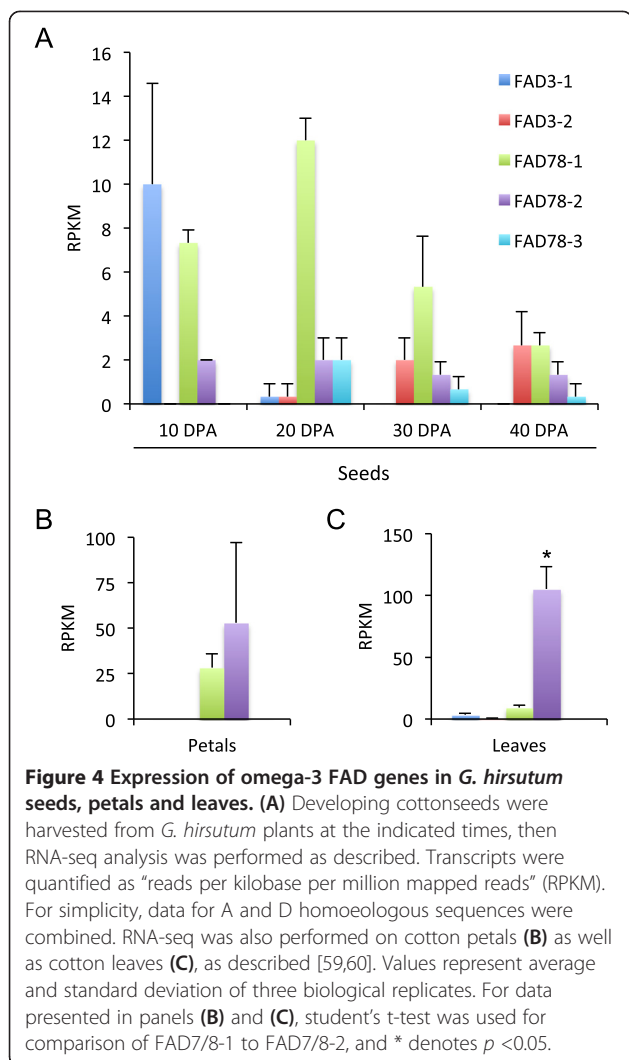 A
16
14
12
10
8
6
4
2
0
RPKM
FAD3-1
FAD3-2
FAD78-1
FAD78-2
FAD78-3
10 DPA 20 DPA 30 DPA 40 DPA
Seeds
B
100
75
50
25
0
RPKM
Petals
C
150
100
50
0
RPKM
*
Leaves
Figure 4 Expression of omega-3 FAD genes in G. hirsutum
seeds, petals and leaves. (A) Developing cottonseeds were
harvested from G. hirsutum plants at the indicated times, then
RNA-seq analysis was performed as described. Transcripts were
quantified as “reads per kilobase per million mapped reads” (RPKM).
For simplicity, data for A and D homoeologous sequences were
combined. RNA-seq was also performed on cotton petals (B) as well
as cotton leaves (C), as described [59,60]. Values represent average
and standard deviation of three biological replicates. For data
presented in panels (B) and (C), student’s t-test was used for
comparison of FAD7/8-1 to FAD7/8-2, and * denotes p <0.05.